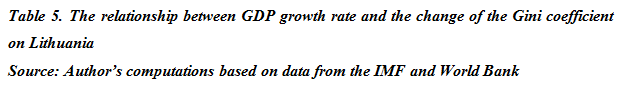 Table 5. The relationship between GDP growth rate and the change of the Gini coefficient
on Lithuania
Source: Author's computations based on data from the IMF and World Bank